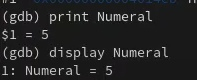 (gdb) print Numeral
$1 = 5
(gdb) display Numeral
1: Numeral = 5